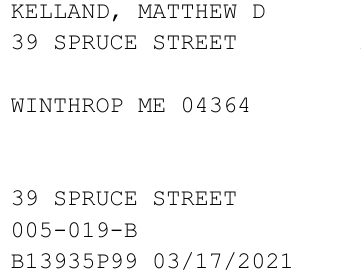 KELLAND, MATTHEW D
39 SPRUCE STREET
WINTHROP ME 04364
39 SPRUCE STREET
005-019-B
B13935P99 03/17/2021